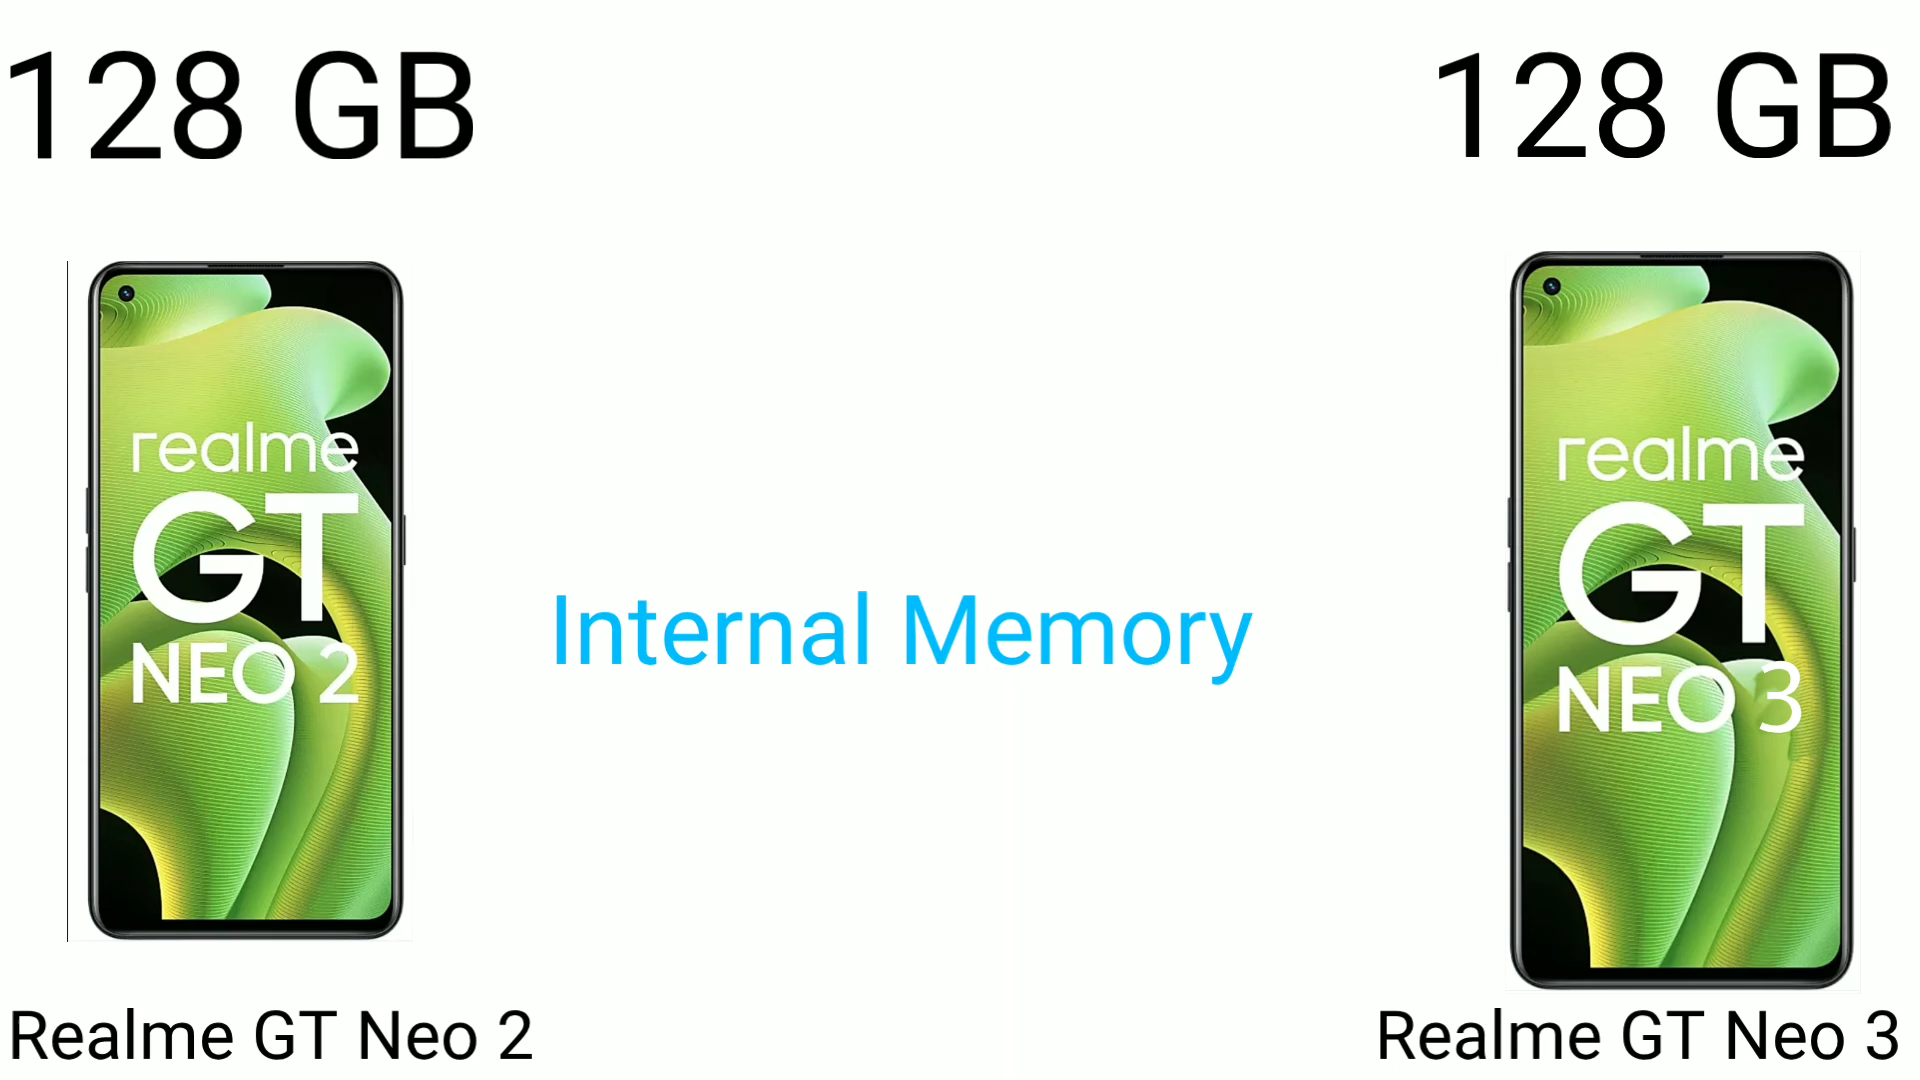 128 GB
128 GB
realme
GT
NEO 2
realme
GT
NEO 3
Internal Memory
Realme GT Neo 2
Realme GT Neo 3